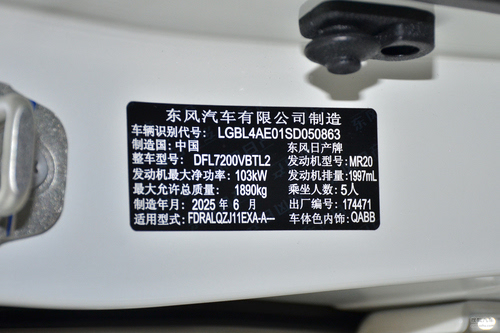 东风汽车有限公司制造
车辆识别代号： LGBL4AE01SD050863
制造国：中国 东风日产牌
整车型号： DFL7200VBTL2 发动机型号：MR20
发动机最大净功率：103kW 发动机排量：1997mL
最大允许总质量： 1890kg 乘坐人数：5人
制造年月：2025 年 6 月 出厂编号：174471
适用型式：FDRALQZJ11EXA-A--- 车体色内饰：QABB